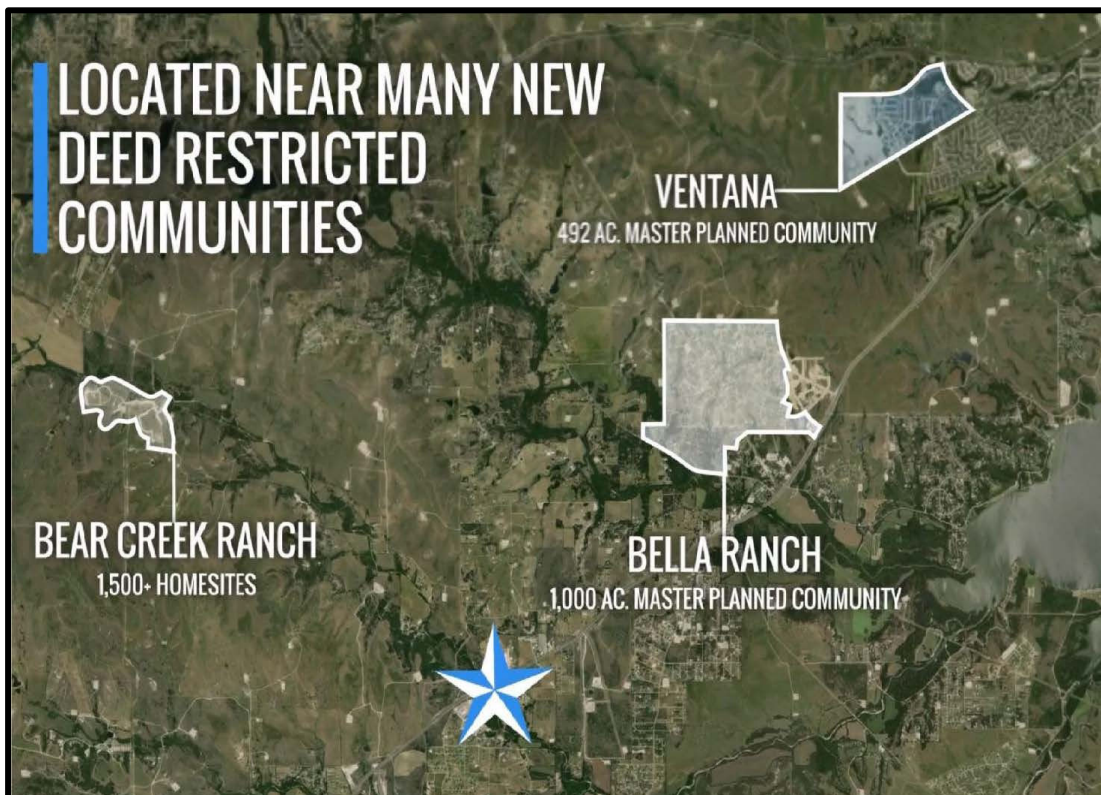 LOCATED NEAR MANY NEW
DEED RESTRICTED
COMMUNITIES
VENTANA
492 AC. MASTER PLANNED COMMUNITY
BEAR CREEK RANCH
1,500+ HOMESITES
BELLA RANCH
1,000 AC. MASTER PLANNED COMMUNITY